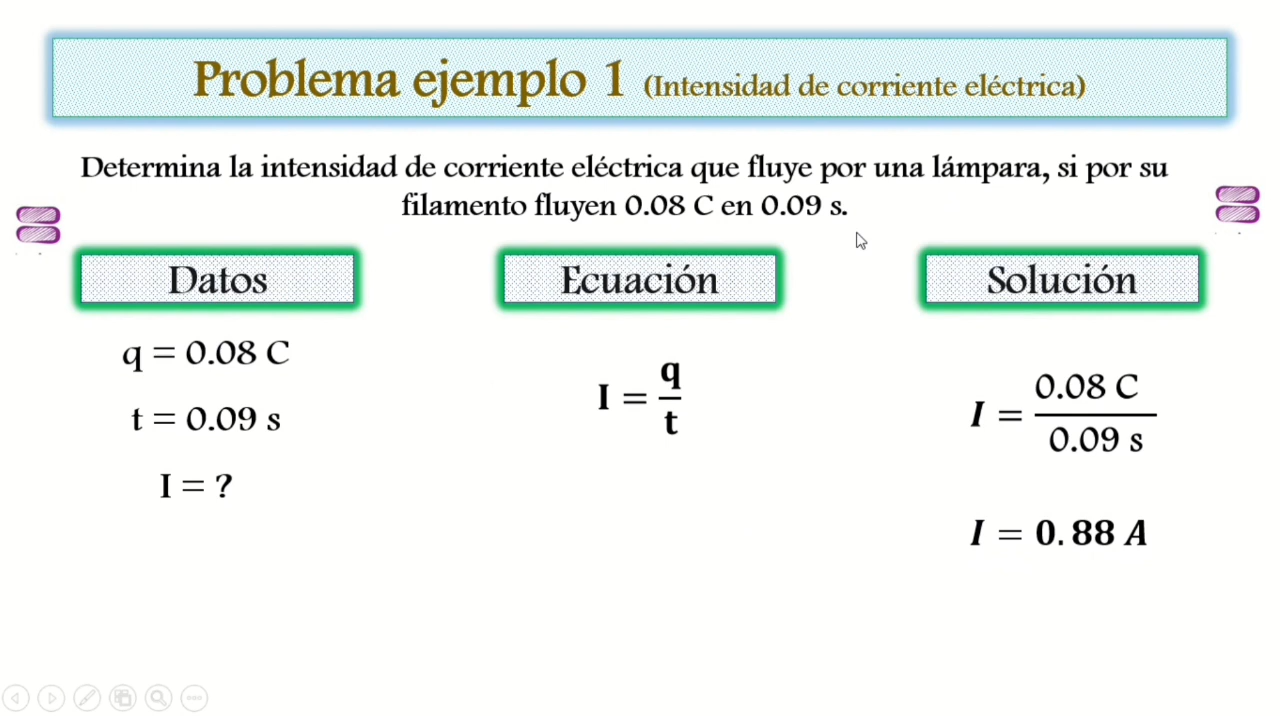 Problema ejemplo 1 (Intensidad de corriente eléctrica)
Determina la intensidad de corriente eléctrica que fluye por una lámpara, si por su
filamento fluyen 0.08 C en 0.09 s.
Datos
q = 0.08 C
t = 0.09 s
I = ?
Ecuación
I = q/t
Solución
I = 0.08 C/0.09 s
I = 0.88 A